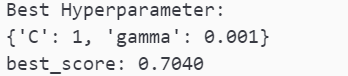 Best Hyperparameter:
{'C': 1, 'gamma': 0.001}
best_score: 0.7040